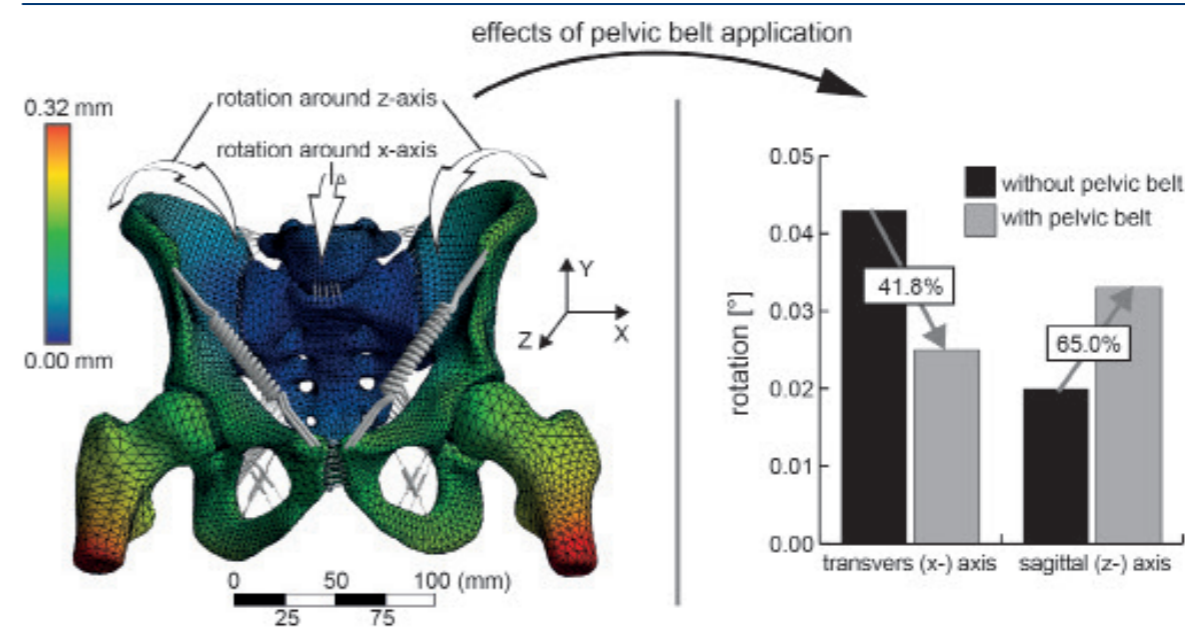 effects of pelvic belt application
0.32 mm
0.00 mm
rotation around z-axis
rotation around x-axis
Y
X
Z
0 50 100 (mm)
25 75
rotation [°]
0.05
0.04
0.03
0.02
0.01
0.00
without pelvic belt
with pelvic belt
41.8%
65.0%
transvers (x-) axis sagittal (z-) axis